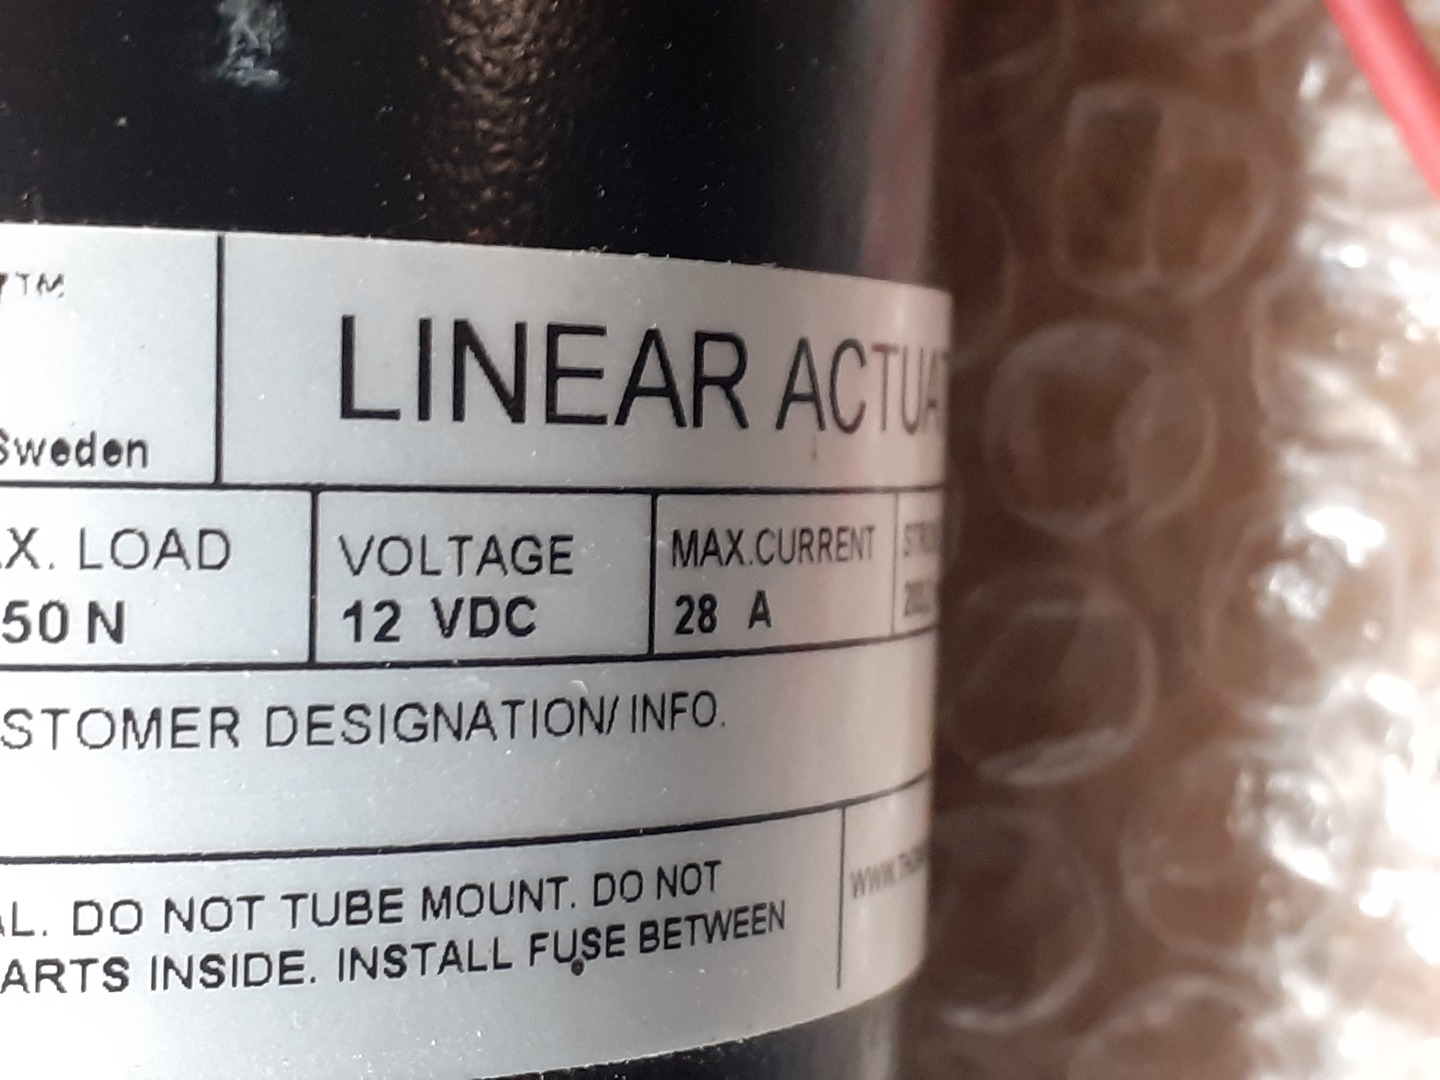 TM
LINEAR ACTUA
Sweden
X. LOAD
50 N
VOLTAGE
12 VDC
MAX.CURRENT
28 A
STOMER DESIGNATION/ INFO.
L. DO NOT TUBE MOUNT. DO NOT
ARTS INSIDE. INSTALL FUSE BETWEEN